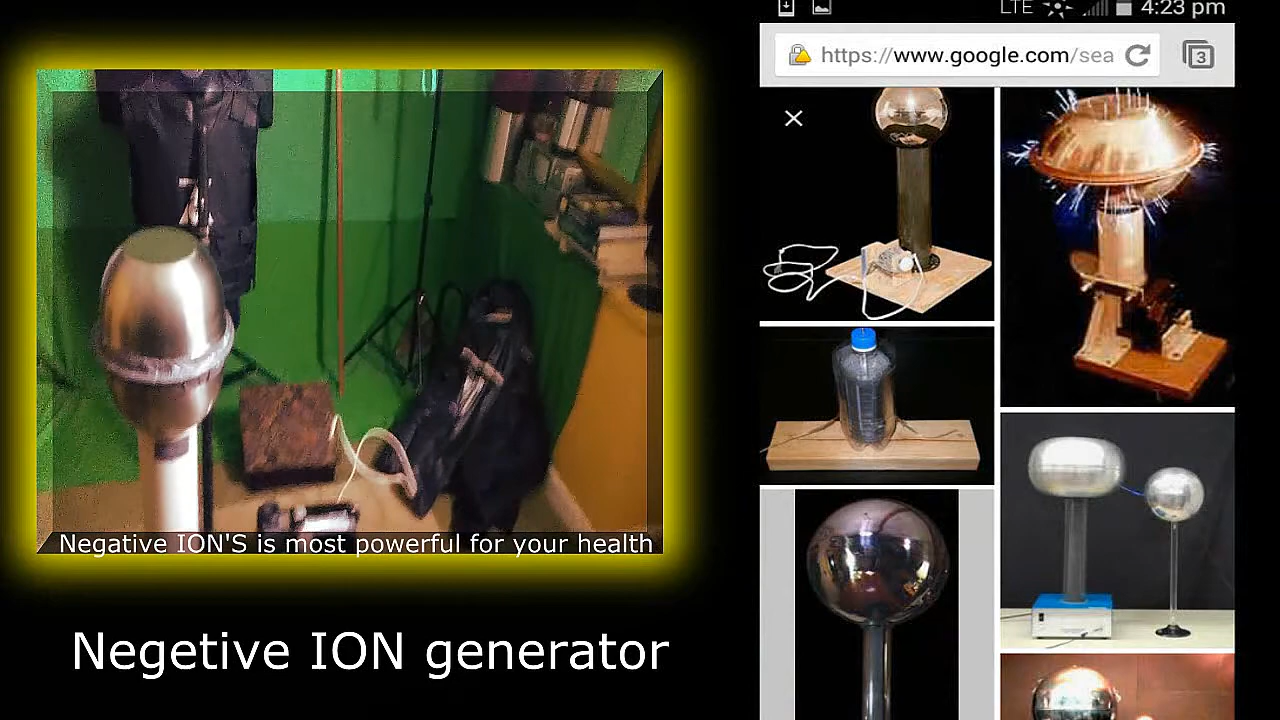 LTE 4:23 pm
https://www.google.com/sea
3
Negative ION'S is most powerful for your health
Negetive ION generator